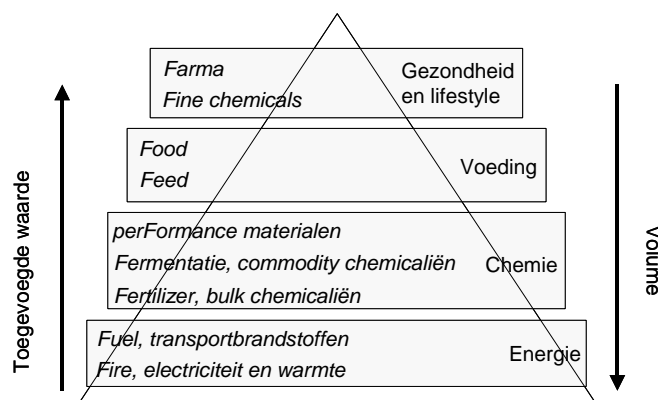 Farma
Fine chemicals
Gezondheid
en lifestyle
Food
Feed
Voeding
perFormance materialen
Fermentatie, commodity chemicaliën
Fertilizer, bulk chemicaliën
Chemie
Fuel, transportbrandstoffen
Fire, electriciteit en warmte
Energie
Toegevoegde waarde
volume